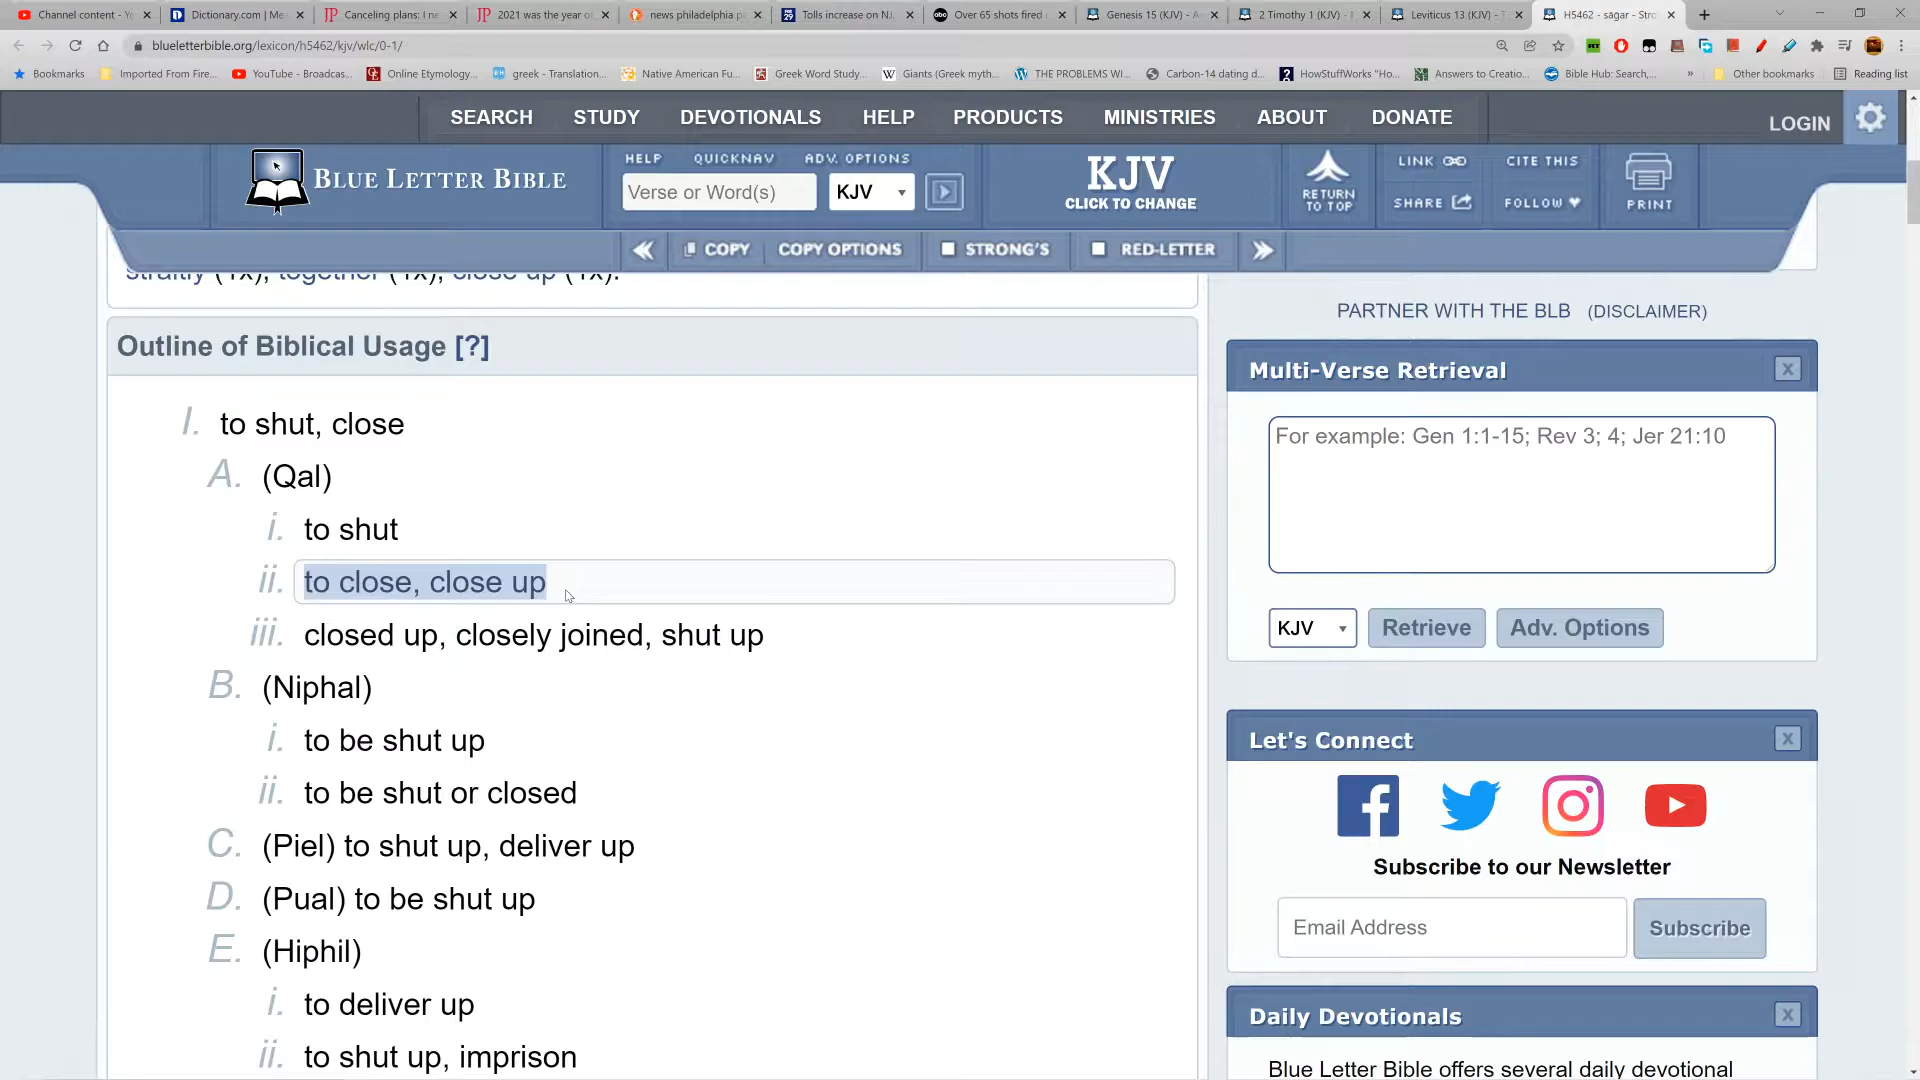 Channel content - Yo
Dictionary.com | Me
Canceling plans: I ne
2021 was the year o
news philadelphia p
Tolls increase on NJ
Over 65 shots fired
Genesis 15 (KJV) - A
2 Timothy 1 (KJV) -
Leviticus 13 (KJV) - T
H5462 - sāgar - Stro
blueletterbible.org/lexicon/h5462/kjv/wlc/0-1/
Bookmarks
Imported From Fire...
YouTube - Broadcas...
Online Etymology...
greek - Translation...
Native American Fu...
Greek Word Study...
Giants (Greek myth...
THE PROBLEMS WI...
Carbon-14 dating d...
HowStuffWorks "Ho...
Answers to Creatio...
Bible Hub: Search,...
»
Other bookmarks
Reading list
SEARCH STUDY DEVOTIONALS HELP PRODUCTS MINISTRIES ABOUT DONATE
LOGIN
BLUE LETTER BIBLE
HELP QUICKNAV ADV. OPTIONS
Verse or Word(s)
KJV
KJV
CLICK TO CHANGE
RETURN
TO TOP
LINK
CITE THIS
SHARE
FOLLOW
PRINT
COPY
COPY OPTIONS
STRONG'S
RED-LETTER
straitly (1x), together (1x), close up (1x).
Outline of Biblical Usage [?]
I. to shut, close
A. (Qal)
i. to shut
ii. to close, close up
iii. closed up, closely joined, shut up
B. (Niphal)
i. to be shut up
ii. to be shut or closed
C. (Piel) to shut up, deliver up
D. (Pual) to be shut up
E. (Hiphil)
i. to deliver up
ii. to shut up, imprison
PARTNER WITH THE BLB (DISCLAIMER)
Multi-Verse Retrieval
X
For example: Gen 1:1-15; Rev 3; 4; Jer 21:10
KJV
Retrieve
Adv. Options
Let's Connect
X
Subscribe to our Newsletter
Email Address
Subscribe
Daily Devotionals
X
Blue Letter Bible offers several daily devotional